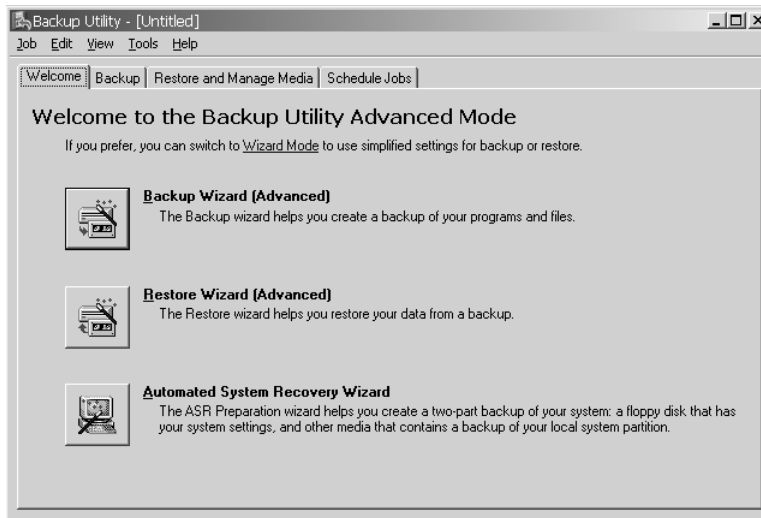 Backup Utility - [Untitled]
Job Edit View Tools Help
Welcome Backup Restore and Manage Media Schedule Jobs
Welcome to the Backup Utility Advanced Mode
If you prefer, you can switch to Wizard Mode to use simplified settings for backup or restore.
Backup Wizard (Advanced)
The Backup wizard helps you create a backup of your programs and files.
Restore Wizard (Advanced)
The Restore wizard helps you restore your data from a backup.
Automated System Recovery Wizard
The ASR Preparation wizard helps you create a two-part backup of your system: a floppy disk that has
your system settings, and other media that contains a backup of your local system partition.